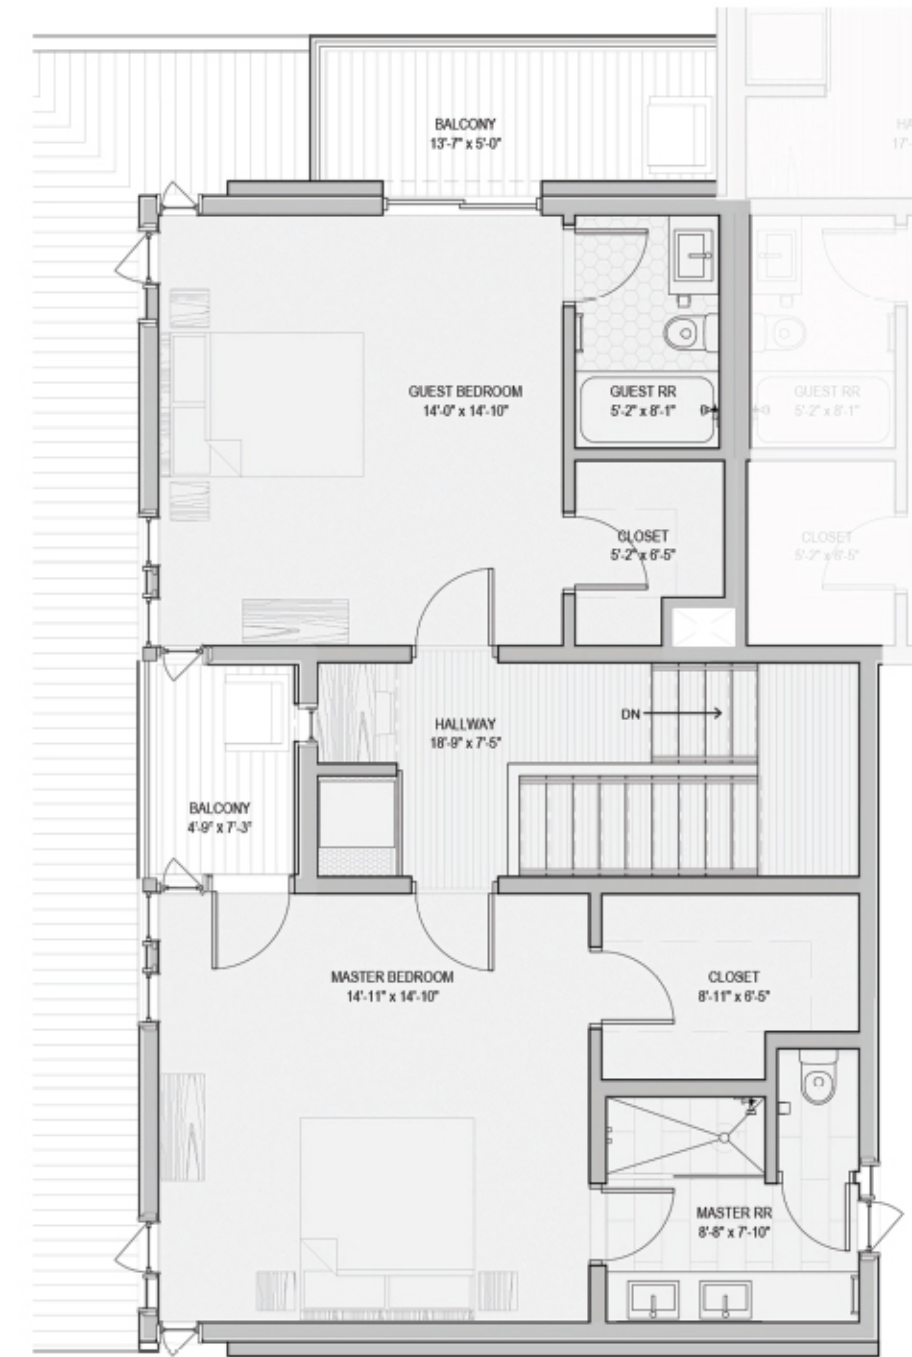 BALCONY
13'-7" x 5'-0"
GUEST BEDROOM
14'-0" x 14'-10"
GUEST RR
5'-2" x 8'-1"
GUEST RR
5'-2" x 8'-1"
CLOSET
5'-2" x 6'-5"
CLOSET
5'-2" x 6'-5"
HALLWAY
18'-9" x 7'-5"
DN
BALCONY
4'-9" x 7'-3"
MASTER BEDROOM
14'-11" x 14'-10"
CLOSET
8'-11" x 6'-5"
MASTER RR
8'-8" x 7'-10"